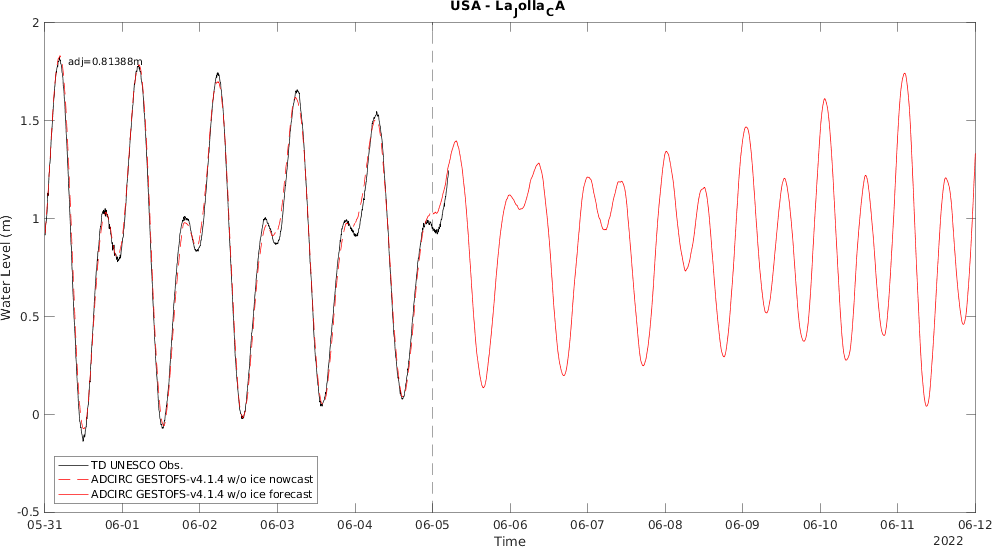 USA - LaJollaCA
adj=0.81388m
Water Level (m)
2
1.5
1
0.5
0
-0.5
TD UNESCO Obs.
ADCIRC GESTOFS-v4.1.4 w/o ice nowcast
ADCIRC GESTOFS-v4.1.4 w/o ice forecast
05-31 06-01 06-02 06-03 06-04 06-05 06-06 06-07 06-08 06-09 06-10 06-11 06-12
Time
2022